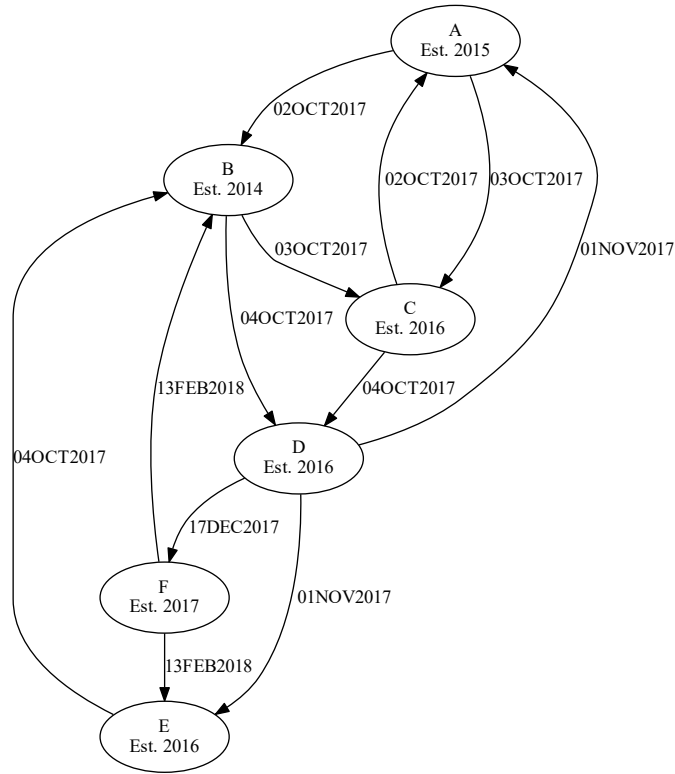 A
Est. 2015
02OCT2017
B
Est. 2014
02OCT2017
03OCT2017
03OCT2017
01NOV2017
C
Est. 2016
04OCT2017
13FEB2018
04OCT2017
D
Est. 2016
04OCT2017
17DEC2017
F
Est. 2017
01NOV2017
13FEB2018
E
Est. 2016